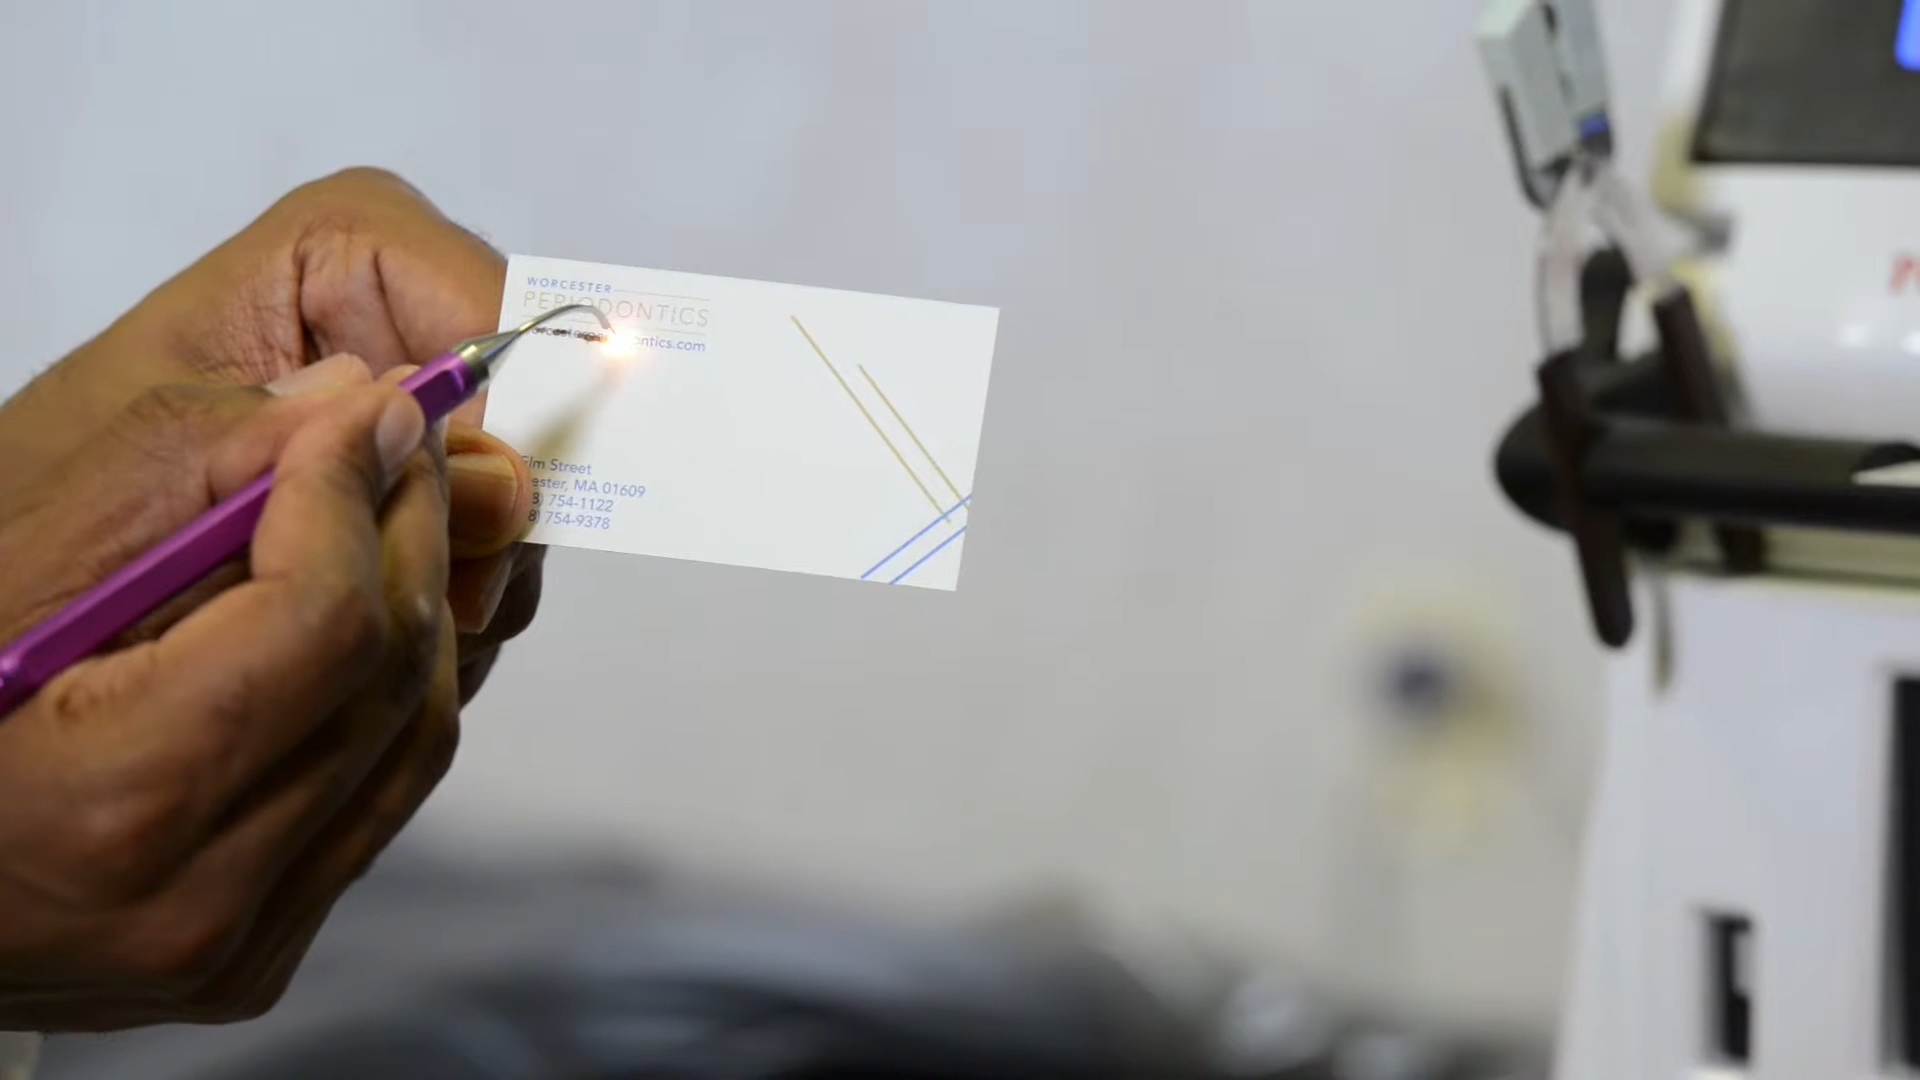 WORCESTER
PERIODONTICS
ontics.com
Elm Street
ester, MA 01609
8) 754-1122
8) 754-9378